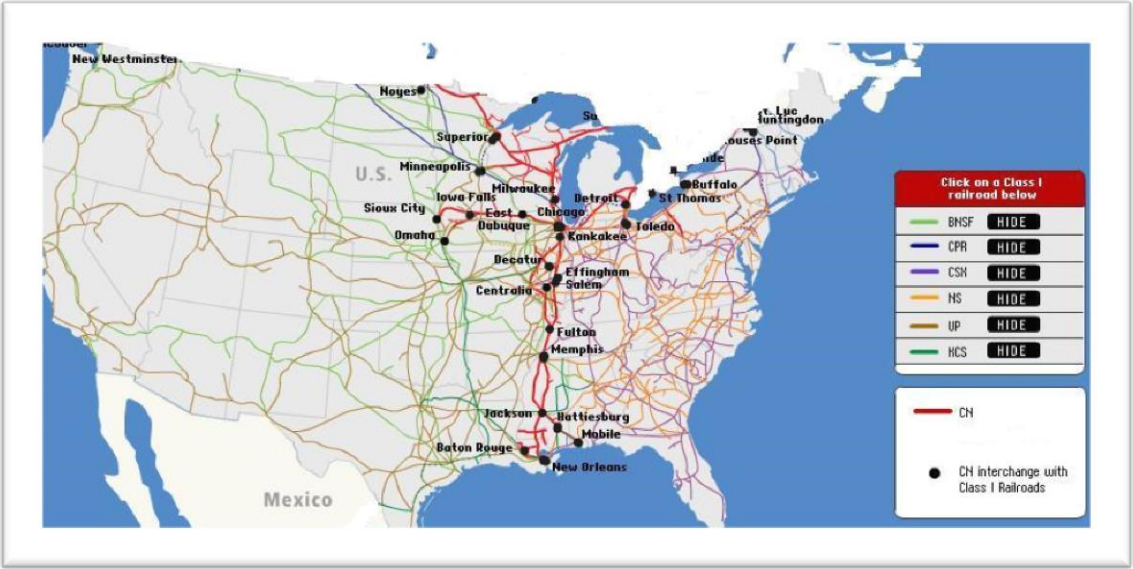 New Westminster
Noyes
Superior
Minneapolis
Milwaukee
Iowa Falls
Sioux City
East
Dubuque
Chicago
Omaha
Kankakee
Detroit
St Thomas
Buffalo
Toledo
Huntingdon
ouses Point
U.S.
Decatur
Effingham
Salem
Centralia
Fulton
Memphis
Jackson
Hattiesburg
Mobile
Baton Rouge
New Orleans
Mexico
Click on a Class I
railroad below
BNSF HIDE
CPR HIDE
CSX HIDE
NS HIDE
UP HIDE
KCS HIDE
CN
CN interchange with
Class I Railroads